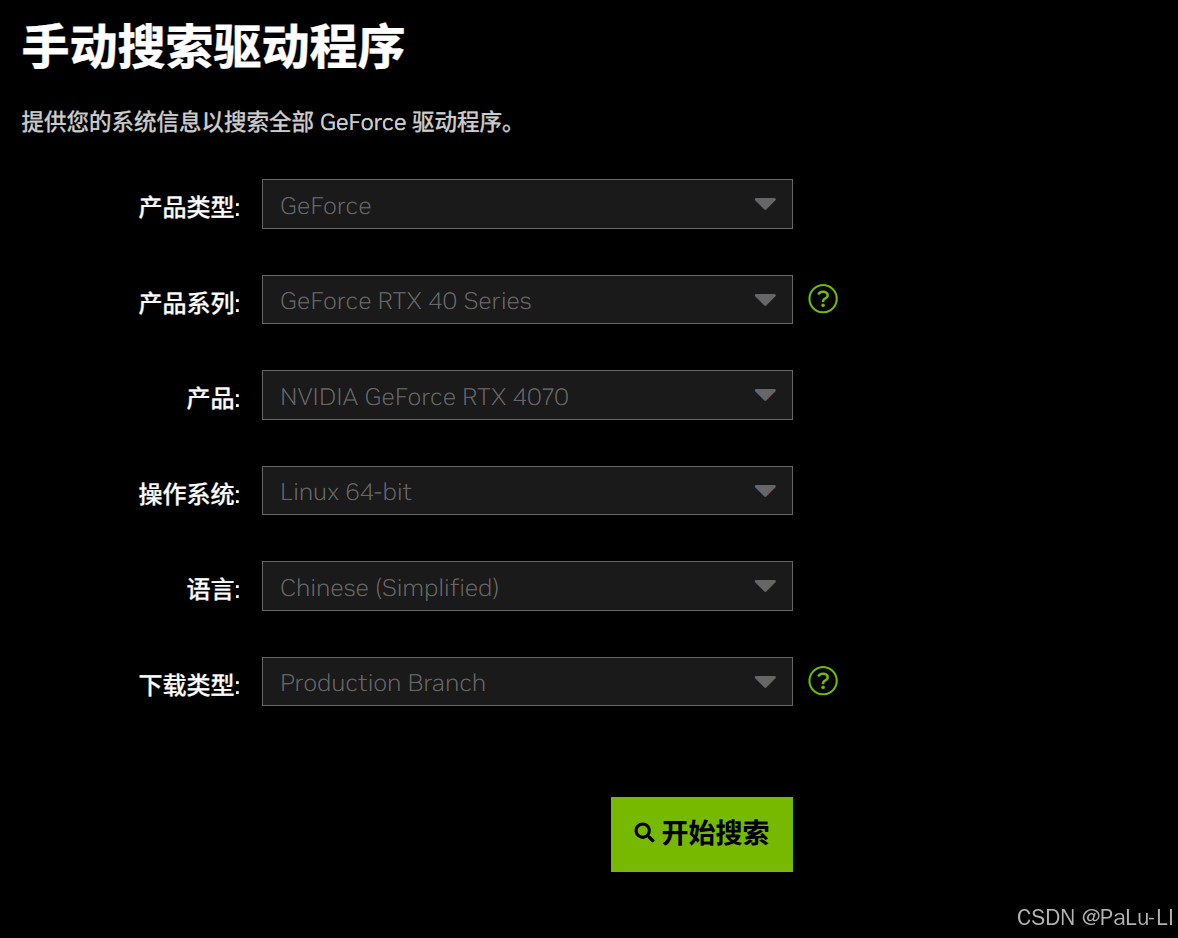 手动搜索驱动程序
提供您的系统信息以搜索全部 GeForce 驱动程序。
产品类型: GeForce
产品系列: GeForce RTX 40 Series ?
产品: NVIDIA GeForce RTX 4070
操作系统: Linux 64-bit
语言: Chinese (Simplified)
下载类型: Production Branch ?
开始搜索
CSDN @PaLu-LI